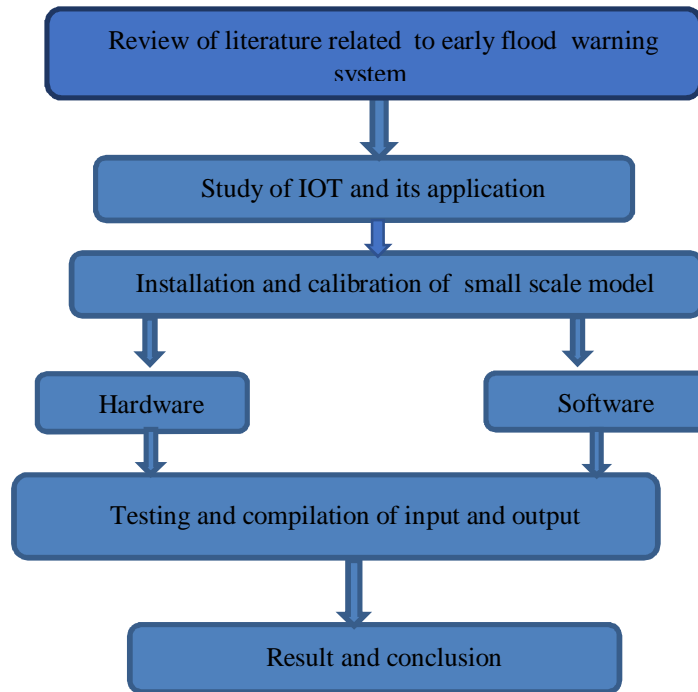 Review of literature related to early flood warning
system
Study of IOT and its application
Installation and calibration of small scale model
Hardware
Software
Testing and compilation of input and output
Result and conclusion